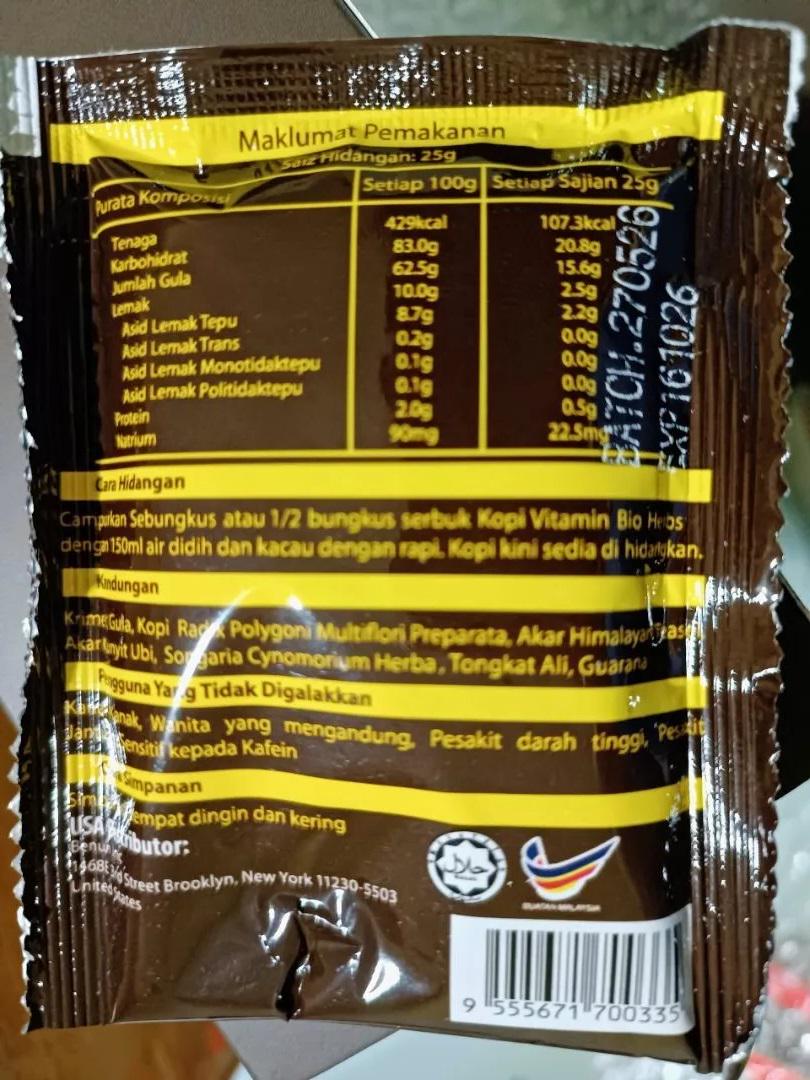 Maklumat Pemakanan
Saiz Hidangan: 25g
Purata Komposisi Setiap 100g Setiap Sajian 25g
Tenaga 429kcal 107.3kcal
Karbohidrat 83.0g 20.8g
Jumlah Gula 62.5g 15.6g
Lemak 10.0g 2.5g
Asid Lemak Tepu 8.7g 2.2g
Asid Lemak Trans 0.2g 0.0g
Asid Lemak Monotidaktepu 0.1g 0.0g
Asid Lemak Politidaktepu 0.1g 0.0g
Protein 2.0g 0.5g
Natrium 90mg 22.5mg
BATCH.270526
EXP161026
Cara Hidangan
Campurkan Sebungkus atau 1/2 bungkus serbuk Kopi Vitamin Bio Herbs
dengan 150ml air didih dan kacau dengan rapi. Kopi kini sedia di hidangkan.
Kandungan
Krimer, Gula, Kopi Radix Polygoni Multiflori Preparata, Akar Himalayan
Akar Kunyit Ubi, Songaria Cynomorium Herba, Tongkat Ali, Guarana
Pengguna Yang Tidak Digalakkan
Wanita yang mengandung, Pesakit darah tinggi, Pesakit
sensitif kepada Kafein
Simpanan
tempat dingin dan kering
USA
Street Brooklyn, New York 11230-5503
United States
حلال
BUATAN MALAYSIA
9 555671 700335